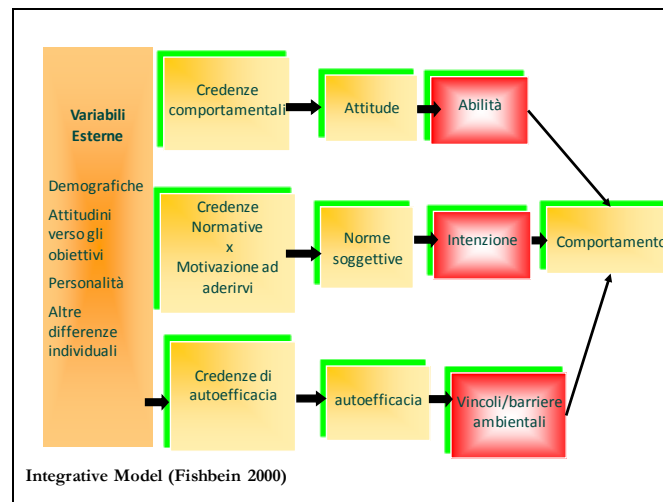 Variabili
Esterne
Demografiche
Attitudini
verso gli
obiettivi
Personalità
Altre
differenze
individuali
Credenze
comportamentali
Attitude
Abilità
Credenze
Normative
x
Motivazione ad
aderirvi
Norme
soggettive
Intenzione
Comportamento
Credenze di
autoefficacia
autoefficacia
Vincoli/barriere
ambientali
Integrative Model (Fishbein 2000)